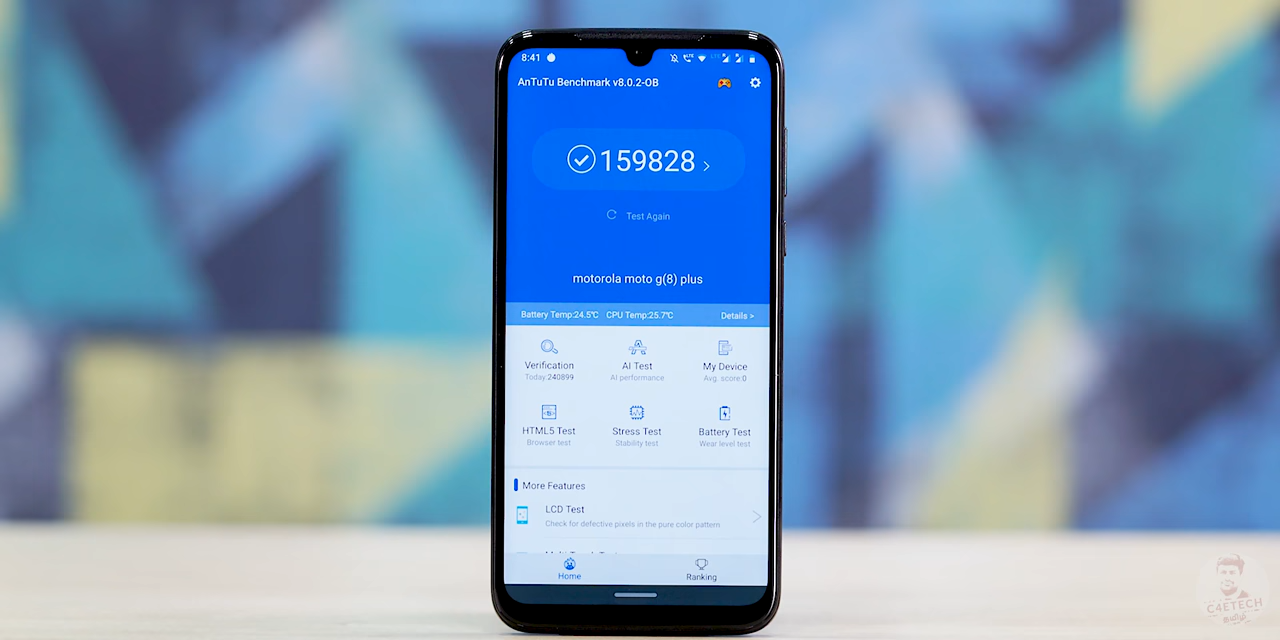 8:41
AnTuTu Benchmark v8.0.2-OB
159828 >
Test Again
motorola moto g(8) plus
Battery Temp:24.5℃ CPU Temp:25.7℃ Details >
Verification AI Test My Device
Today:240899 AI performance Avg. score:0
HTML5 Test Stress Test Battery Test
Browser test Stability test Wear level test
More Features
LCD Test
Check for defective pixels in the pure color pattern
Home Ranking
C4ETECH
தமிழ்